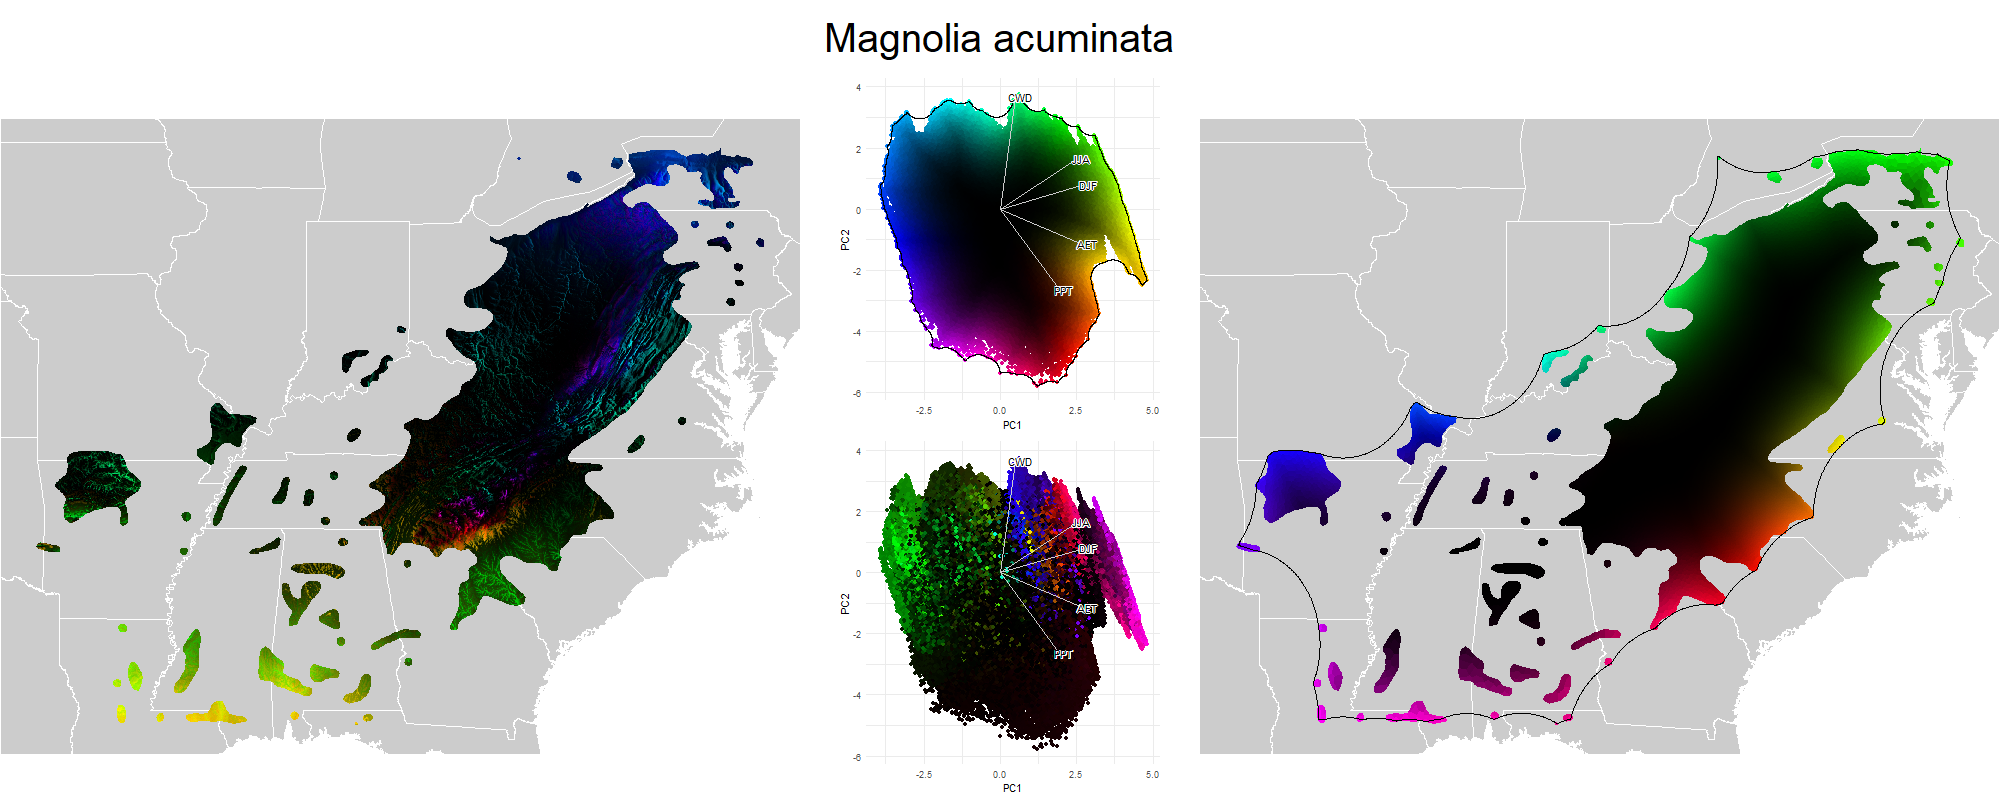 Magnolia acuminata
4
2
0
-2
-4
-6
PC2
CWD
JJA
DJF
AET
PPT
-2.5
0.0
2.5
5.0
PC1
4
2
0
-2
-4
-6
PC2
CWD
JJA
DJF
AET
PPT
-2.5
0.0
2.5
5.0
PC1